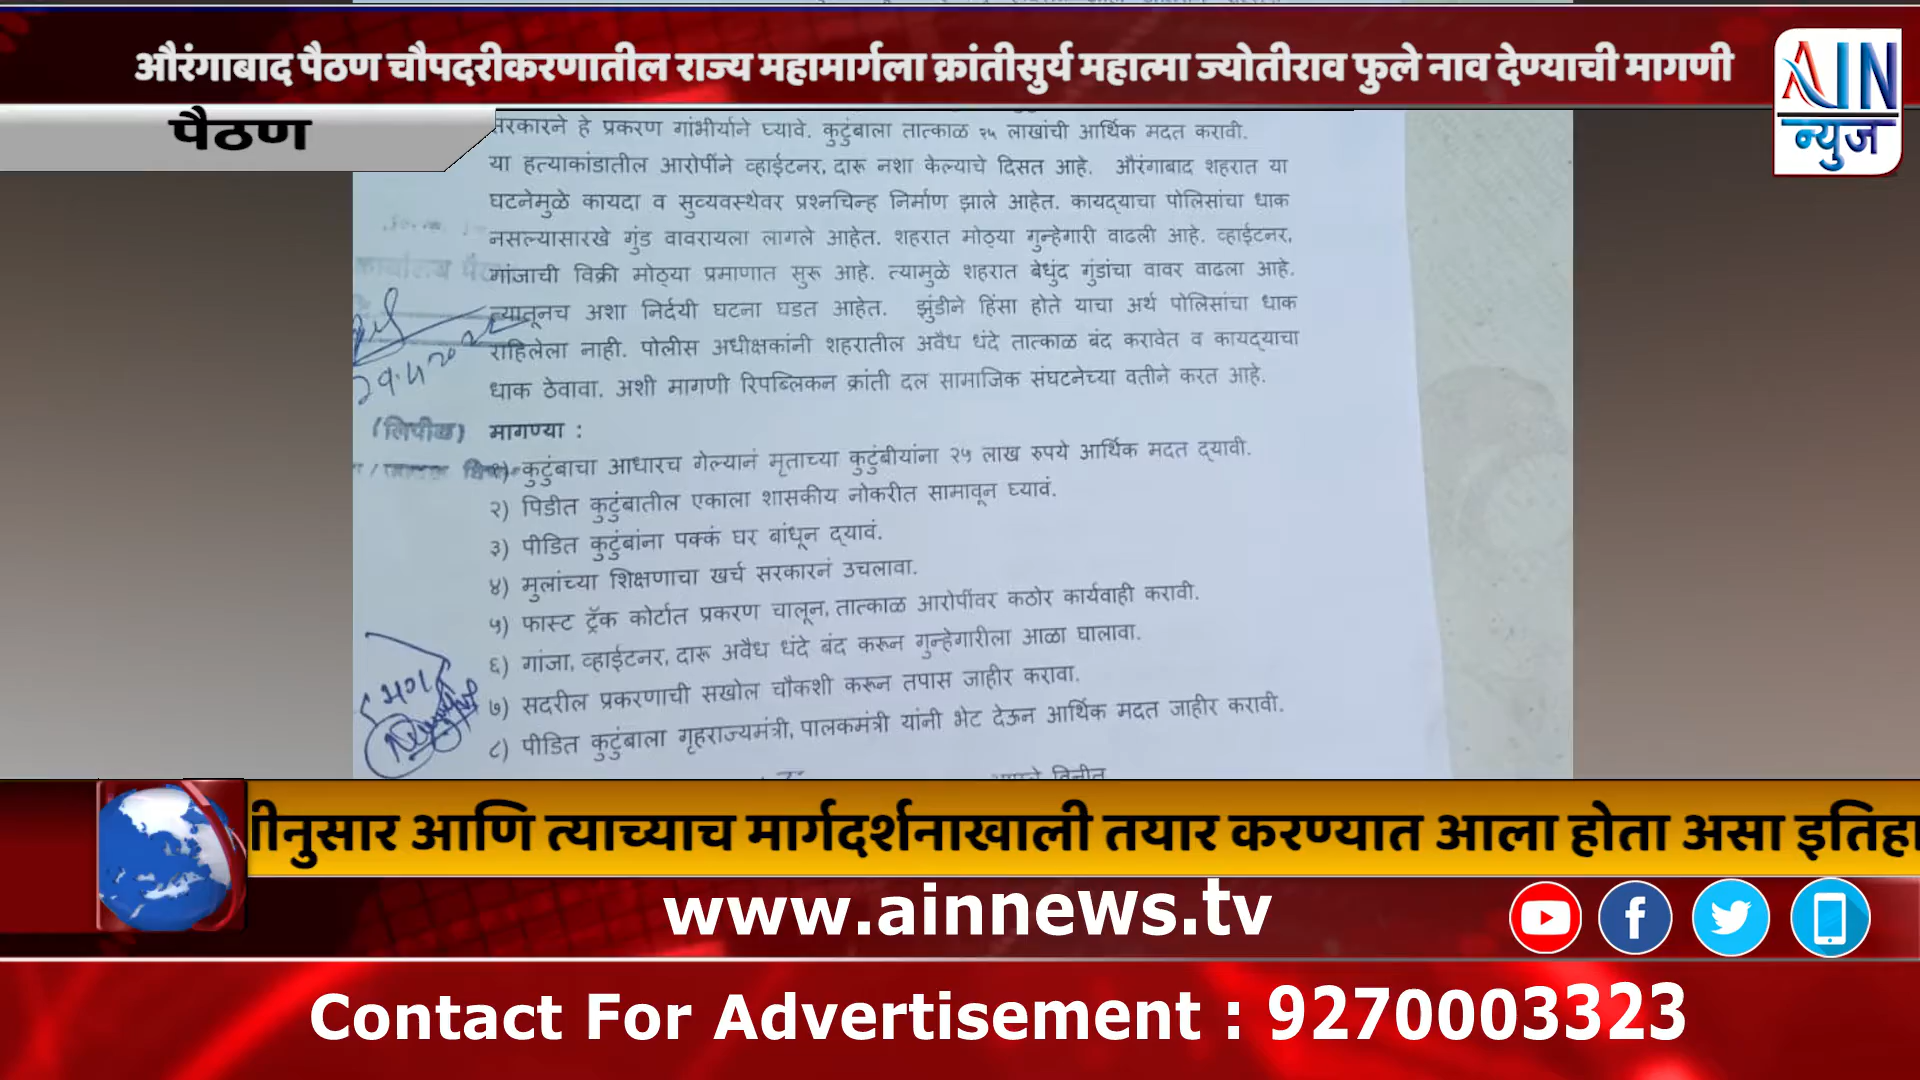 औरंगाबाद पैठण चौपदरीकरणातील राज्य महामार्गला क्रांतीसुर्य महात्मा ज्योतीराव फुले नाव देण्याची मागणी
AIN
न्युज
पैठण
सरकारने हे प्रकरण गांभीर्याने घ्यावे. कुटुंबाला तात्काळ २५ लाखांची आर्थिक मदत करावी.
या हत्याकांडातील आरोपींने व्हाईटनर, दारू नशा केल्याचे दिसत आहे. औरंगाबाद शहरात या
घटनेमुळे कायदा व सुव्यवस्थेवर प्रश्नचिन्ह निर्माण झाले आहेत. कायद्याचा पोलिसांचा धाक
नसल्यासारखे गुंड वावरायला लागले आहेत. शहरात मोठ्या गुन्हेगारी वाढली आहे. व्हाईटनर,
गांजाची विक्री मोठ्या प्रमाणात सुरू आहे. त्यामुळे शहरात बेधुंद गुंडांचा वावर वाढला आहे.
त्यातूनच अशा निर्दयी घटना घडत आहेत. झुंडीने हिंसा होते याचा अर्थ पोलिसांचा धाक
राहिलेला नाही. पोलीस अधीक्षकांनी शहरातील अवैध धंदे तात्काळ बंद करावेत व कायद्याचा
धाक ठेवावा. अशी मागणी रिपब्लिकन क्रांती दल सामाजिक संघटनेच्या वतीने करत आहे.
(लिपीक) मागण्या :
१) कुटुंबाचा आधारच गेल्यानं मृताच्या कुटुंबीयांना २५ लाख रुपये आर्थिक मदत द्यावी.
२) पिडीत कुटुंबातील एकाला शासकीय नोकरीत सामावून घ्यावं.
३) पीडित कुटुंबांना पक्कं घर बांधून द्यावं.
४) मुलांच्या शिक्षणाचा खर्च सरकारनं उचलावा.
५) फास्ट ट्रॅक कोर्टात प्रकरण चालून, तात्काळ आरोपींवर कठोर कार्यवाही करावी.
६) गांजा, व्हाईटनर, दारू अवैध धंदे बंद करून गुन्हेगारीला आळा घालावा.
७) सदरील प्रकरणाची सखोल चौकशी करून तपास जाहीर करावा.
८) पीडित कुटुंबाला गृहराज्यमंत्री, पालकमंत्री यांनी भेट देऊन आर्थिक मदत जाहीर करावी.
ीनुसार आणि त्याच्याच मार्गदर्शनाखाली तयार करण्यात आला होता असा इतिहा
www.ainnews.tv
Contact For Advertisement : 9270003323